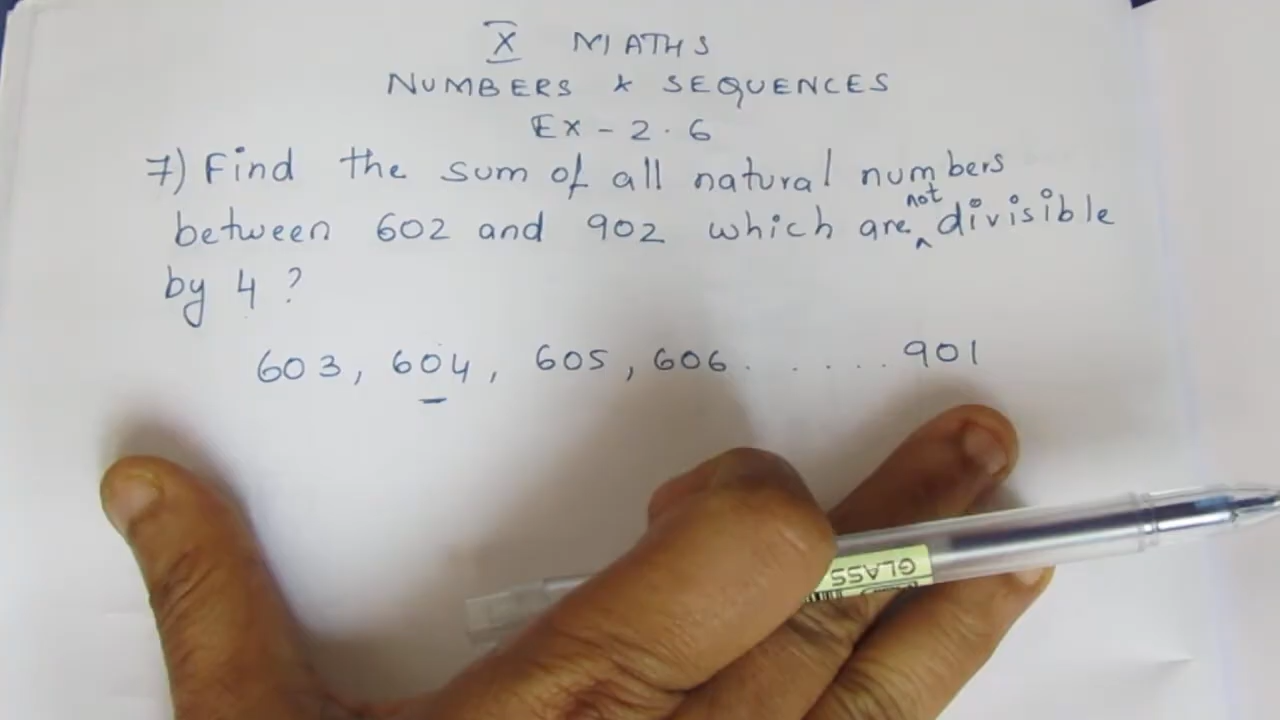 X MATHS
NUMBERS & SEQUENCES
EX - 2.6
7) Find the sum of all natural numbers
between 602 and 902 which are not divisible
by 4 ?
603, 604, 605, 606. . . . . . 901
GLASS